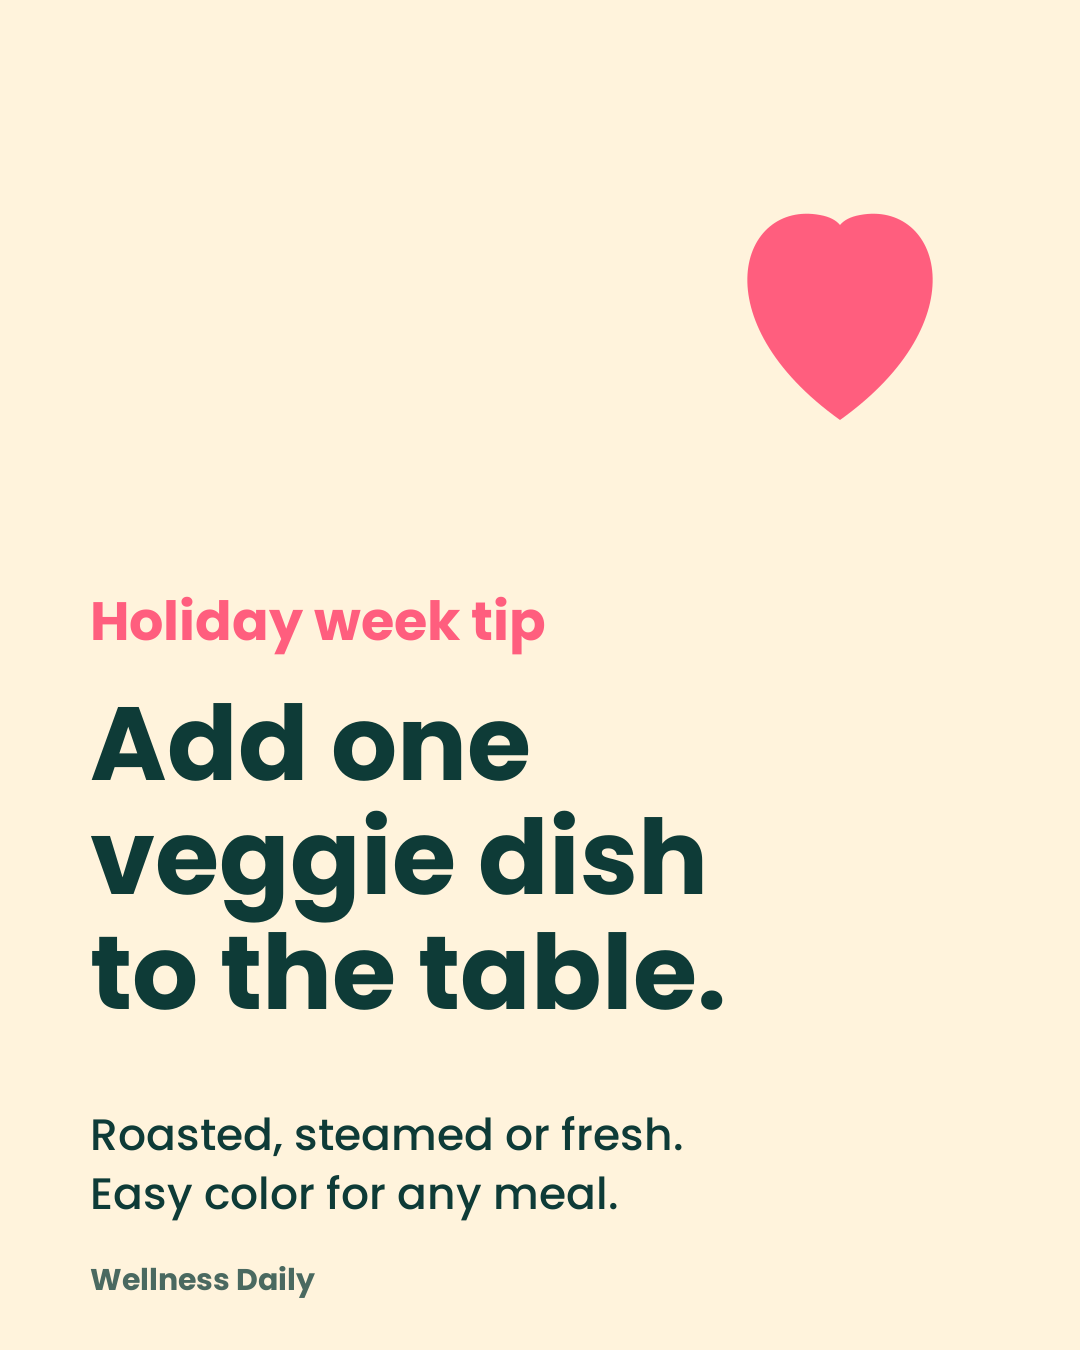 Holiday week tip
Add one
veggie dish
to the table.
Roasted, steamed or fresh.
Easy color for any meal.
Wellness Daily